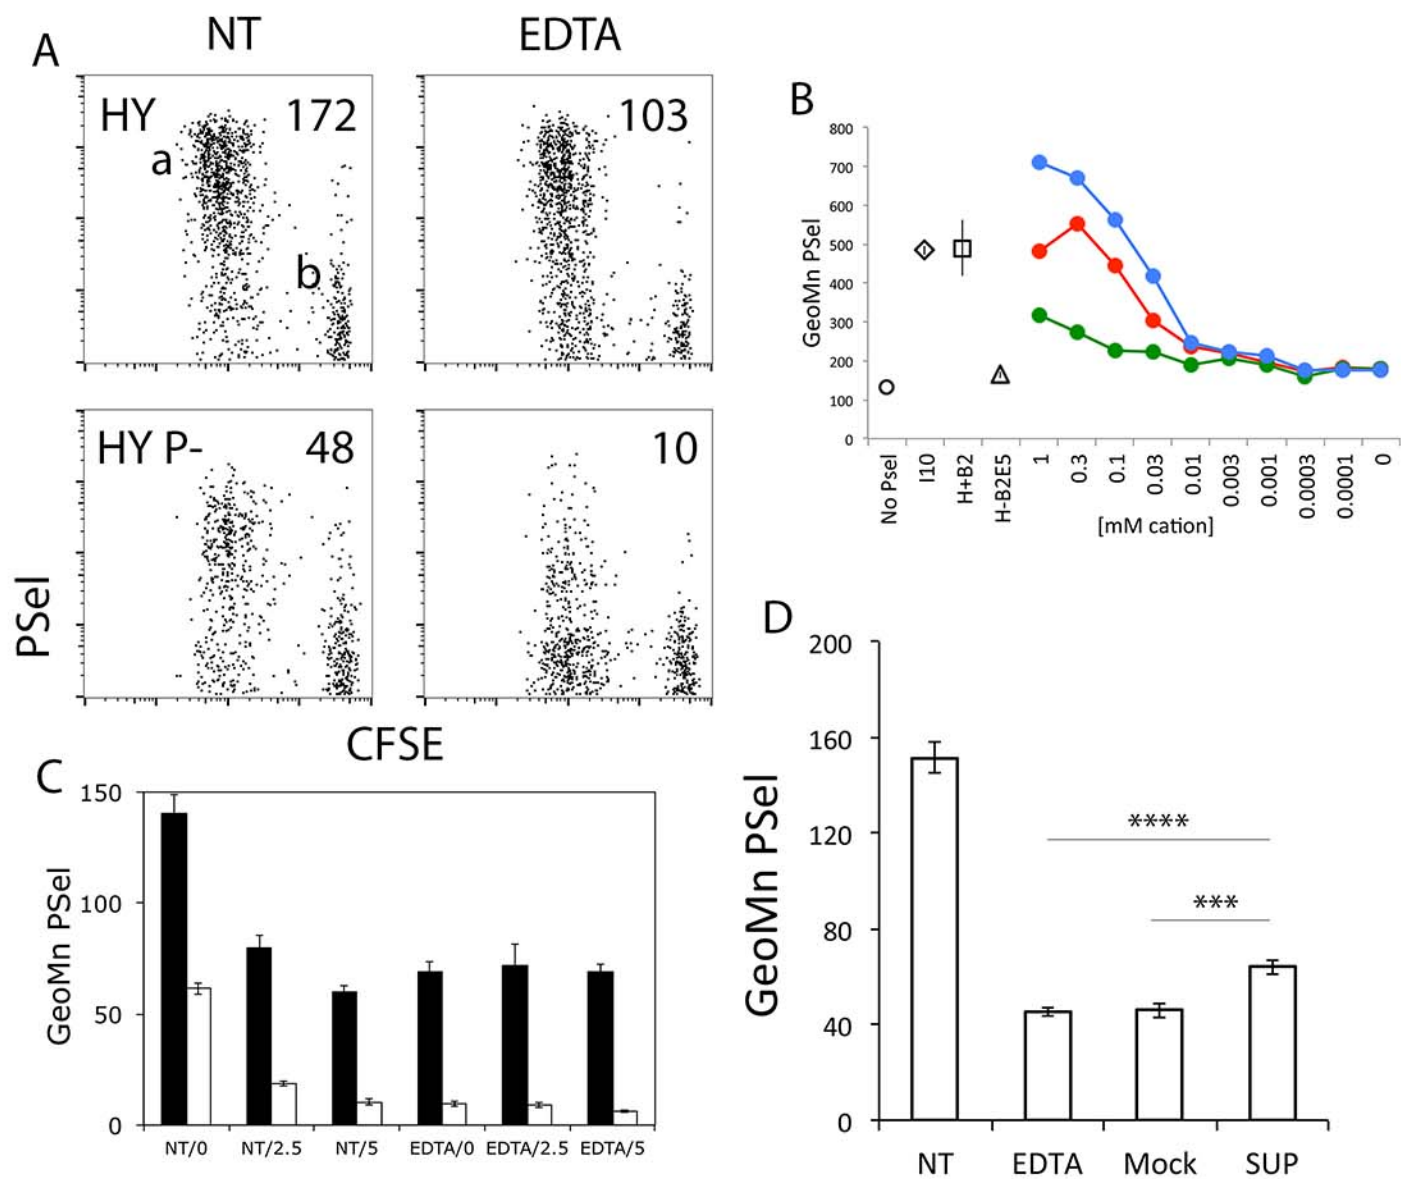 A
NT
EDTA
HY
172
a
b
103
HY P-
48
10
PSel
CFSE
B
GeoMn PSel
800
700
600
500
400
300
200
100
0
No Psel
I10
H+B2
H-B2E5
1
0.3
0.1
0.03
0.01
0.003
0.001
0.0003
0.0001
0
[mM cation]
C
GeoMn PSel
150
100
50
0
NT/0
NT/2.5
NT/5
EDTA/0
EDTA/2.5
EDTA/5
D
GeoMn PSel
200
160
120
80
40
0
****
***
NT
EDTA
Mock
SUP